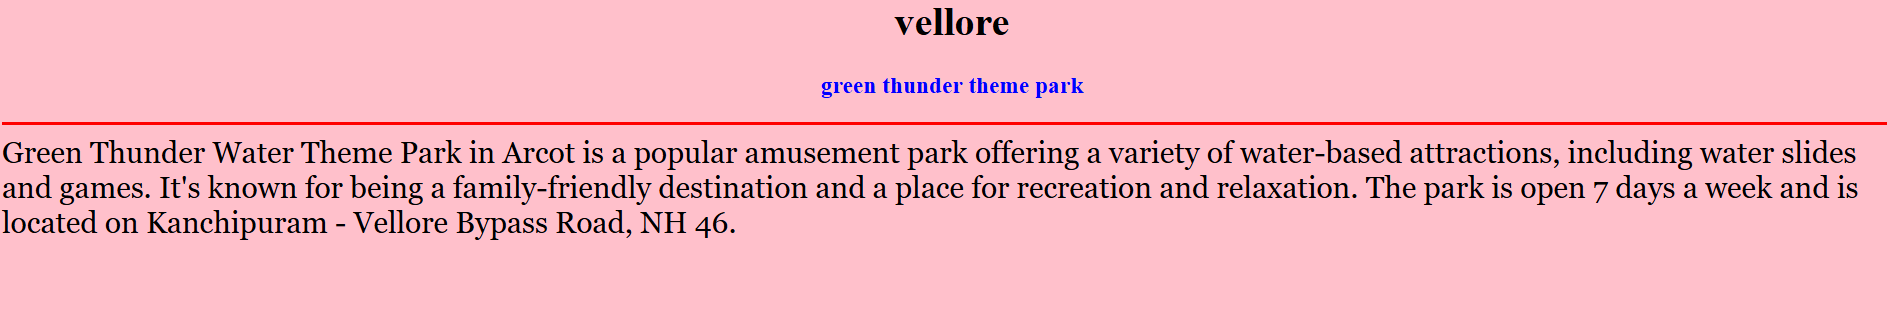 vellore
green thunder theme park
Green Thunder Water Theme Park in Arcot is a popular amusement park offering a variety of water-based attractions, including water slides
and games. It's known for being a family-friendly destination and a place for recreation and relaxation. The park is open 7 days a week and is
located on Kanchipuram - Vellore Bypass Road, NH 46.